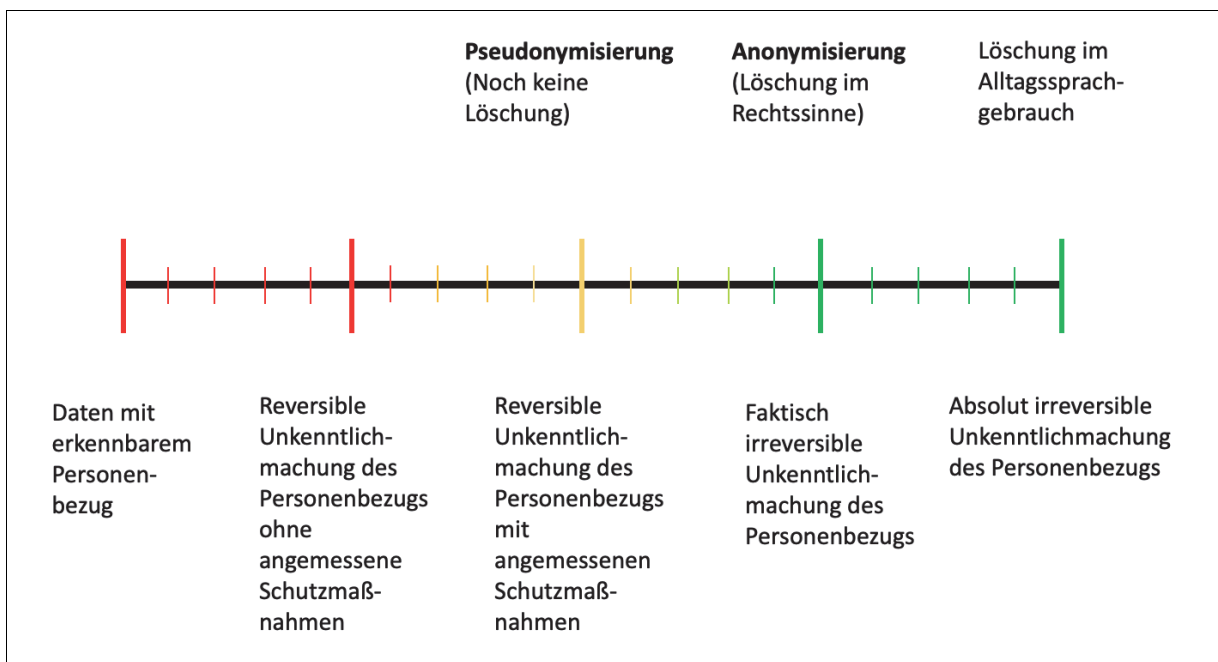 Pseudonymisierung
(Noch keine
Löschung)
Anonymisierung
(Löschung im
Rechtssinne)
Löschung im
Alltagssprach-
gebrauch
Daten mit
erkennbarem
Personen-
bezug
Reversible
Unkenntlich-
machung des
Personenbezugs
ohne
angemessene
Schutzmaß-
nahmen
Reversible
Unkenntlich-
machung des
Personenbezugs
mit
angemessenen
Schutzmaß-
nahmen
Faktisch
irreversible
Unkenntlich-
machung des
Personenbezugs
Absolut irreversible
Unkenntlichmachung
des Personenbezugs